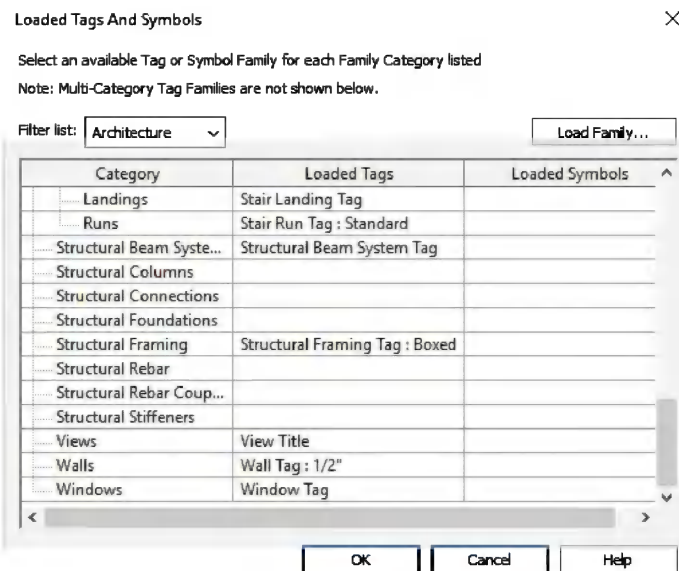 Loaded Tags And Symbols
Select an available Tag or Symbol Family for each Family Category listed
Note: Multi-Category Tag Families are not shown below.
Filter list: Architecture Load Family...
Category Loaded Tags Loaded Symbols
Landings Stair Landing Tag
Runs Stair Run Tag : Standard
Structural Beam Syste... Structural Beam System Tag
Structural Columns
Structural Connections
Structural Foundations
Structural Framing Structural Framing Tag : Boxed
Structural Rebar
Structural Rebar Coup...
Structural Stiffeners
Views View Title
Walls Wall Tag : 1/2"
Windows Window Tag
OK Cancel Help